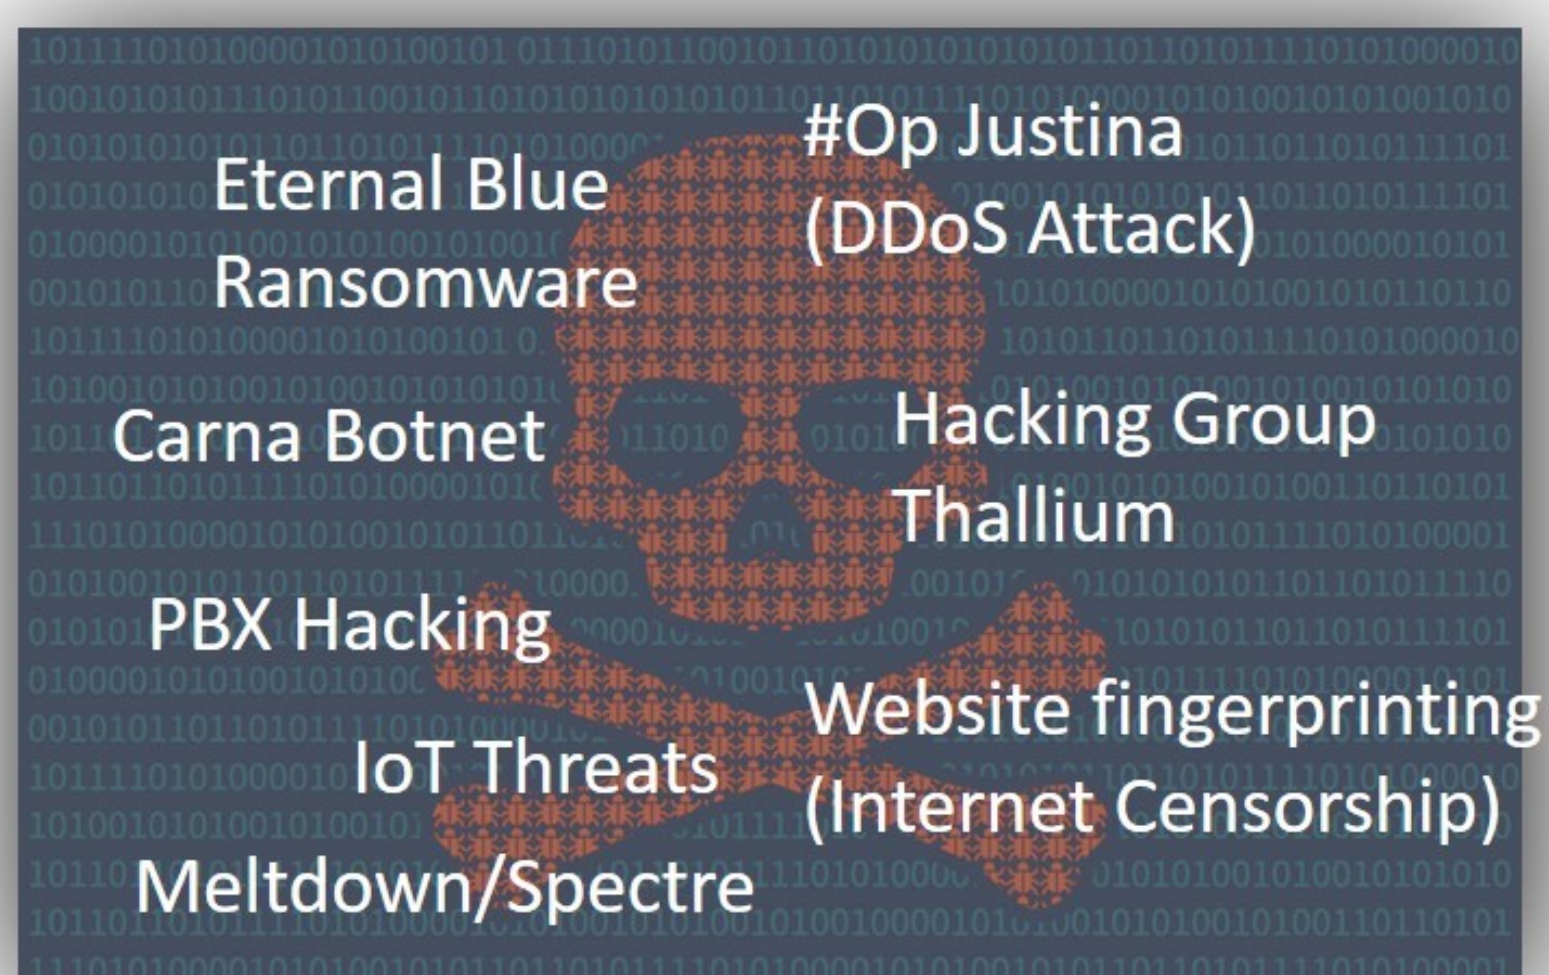 Eternal Blue
Ransomware
#Op Justina
(DDoS Attack)
Carna Botnet
Hacking Group
Thallium
PBX Hacking
IoT Threats
Website fingerprinting
(Internet Censorship)
Meltdown/Spectre